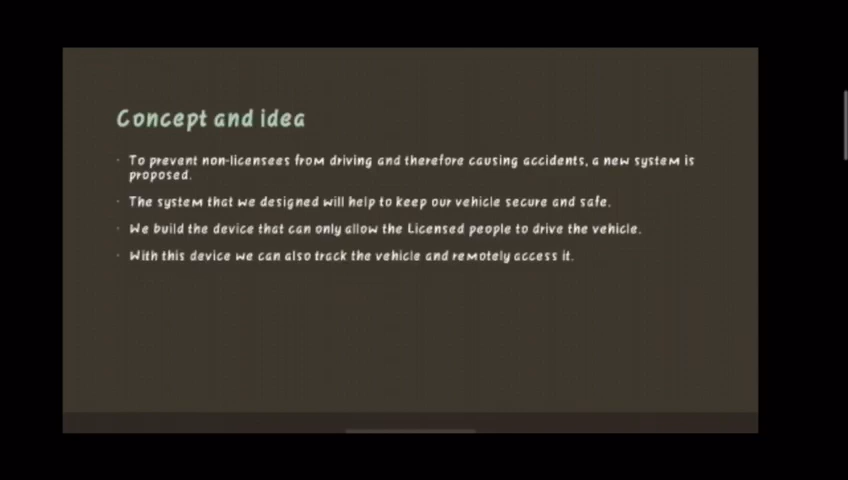 Concept and idea
· To prevent non-licensees from driving and therefore causing accidents, a new system is
proposed.
· The system that we designed will help to keep our vehicle secure and safe.
· We build the device that can only allow the Licensed people to drive the vehicle.
· With this device we can also track the vehicle and remotely access it.